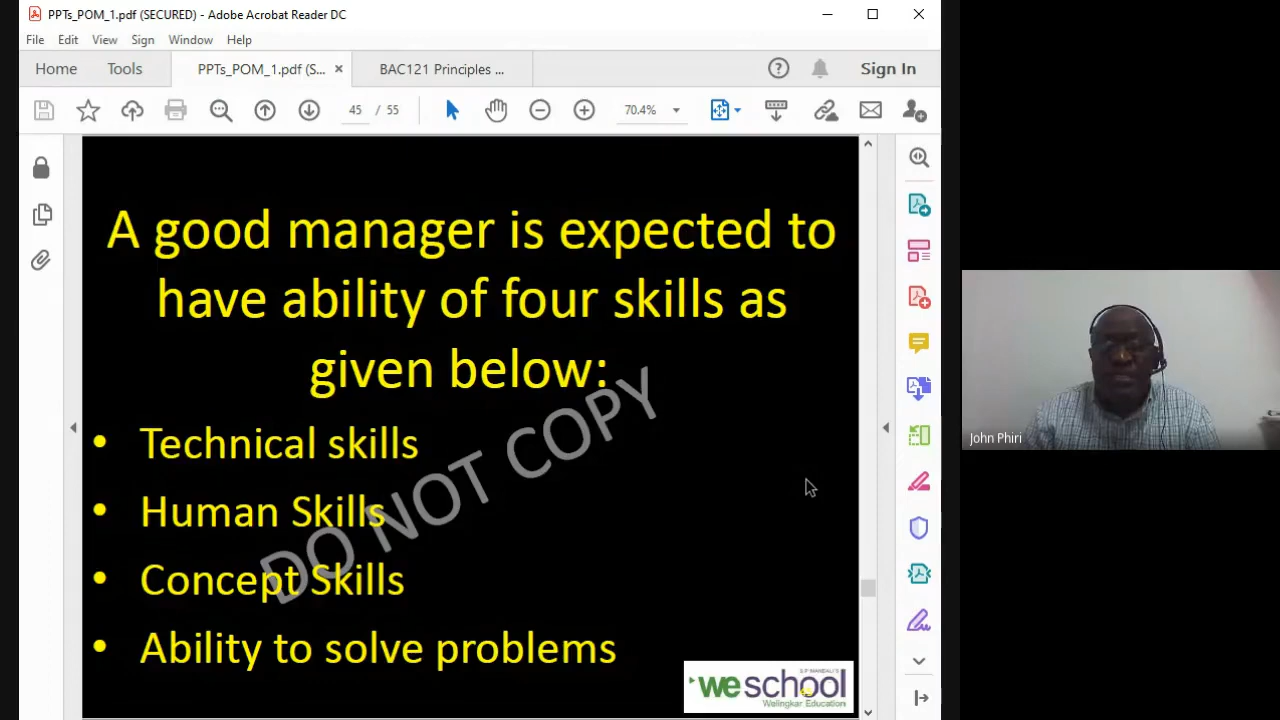 PPTs_POM_1.pdf (SECURED) - Adobe Acrobat Reader DC
File Edit View Sign Window Help
Home Tools PPTs_POM_1.pdf (S... × BAC121 Principles ... Sign In
45 / 55 70.4%
A good manager is expected to
have ability of four skills as
given below:
• Technical skills
• Human Skills
• Concept Skills
• Ability to solve problems
DO NOT COPY
weschool
Welingkar Education
John Phiri